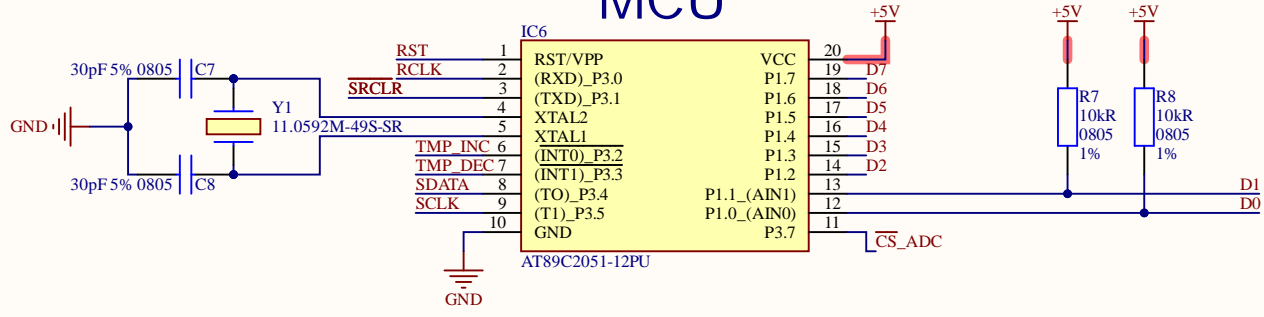 MCU
IC6
+5V
+5V
+5V
RST
1
RST/VPP
VCC
20
RCLK
2
(RXD)_P3.0
P1.7
19
D7
SRCLR
3
(TXD)_P3.1
P1.6
18
D6
4
XTAL2
P1.5
17
D5
5
XTAL1
P1.4
16
D4
TMP_INC
6
(INT0)_P3.2
P1.3
15
D3
TMP_DEC
7
(INT1)_P3.3
P1.2
14
D2
SDATA
8
(TO)_P3.4
P1.1_(AIN1)
13
D1
SCLK
9
(T1)_P3.5
P1.0_(AIN0)
12
D0
10
GND
P3.7
11
CS_ADC
AT89C2051-12PU
GND
30pF 5% 0805
C7
GND
Y1
11.0592M-49S-SR
30pF 5% 0805
C8
R7
10kR
0805
1%
R8
10kR
0805
1%